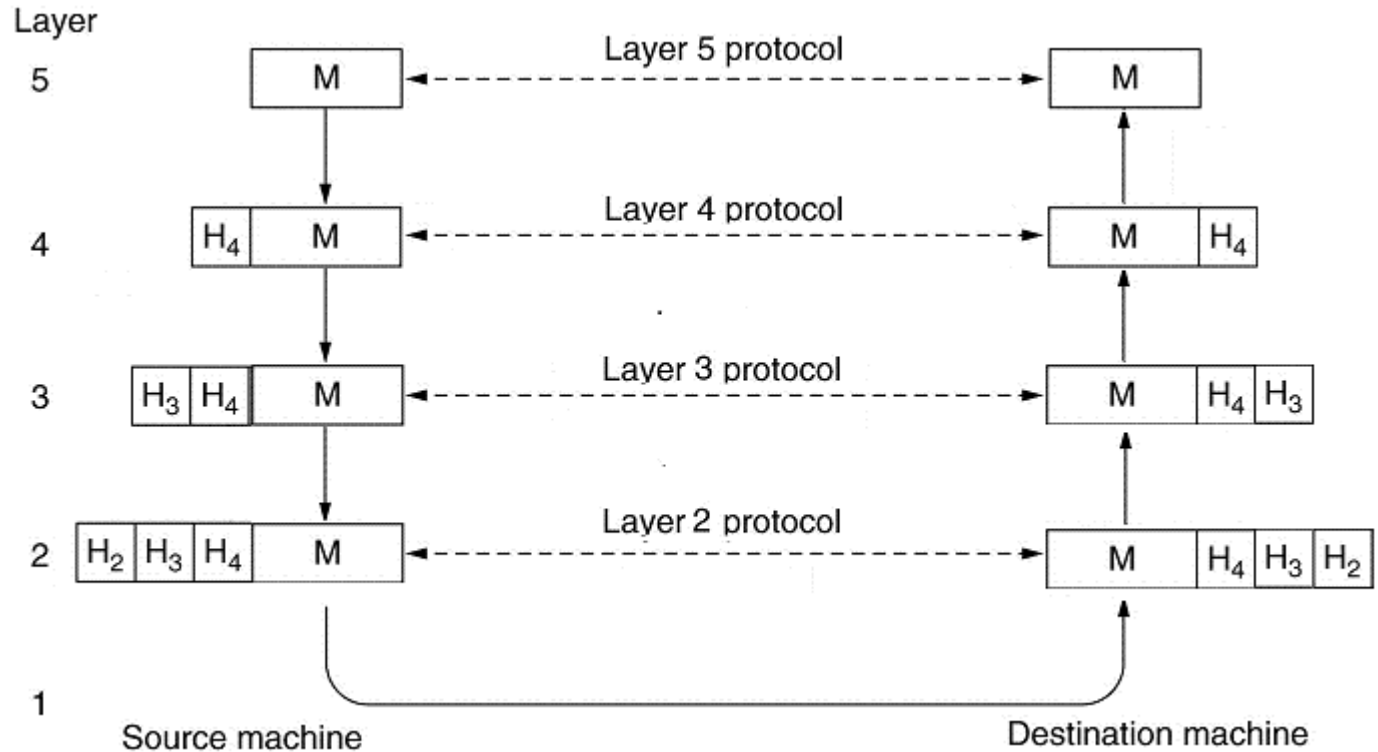 Layer
5 M Layer 5 protocol M
4 H₄ M Layer 4 protocol M H₄
3 H₃ H₄ M Layer 3 protocol M H₄ H₃
2 H₂ H₃ H₄ M Layer 2 protocol M H₄ H₃ H₂
1
Source machine Destination machine